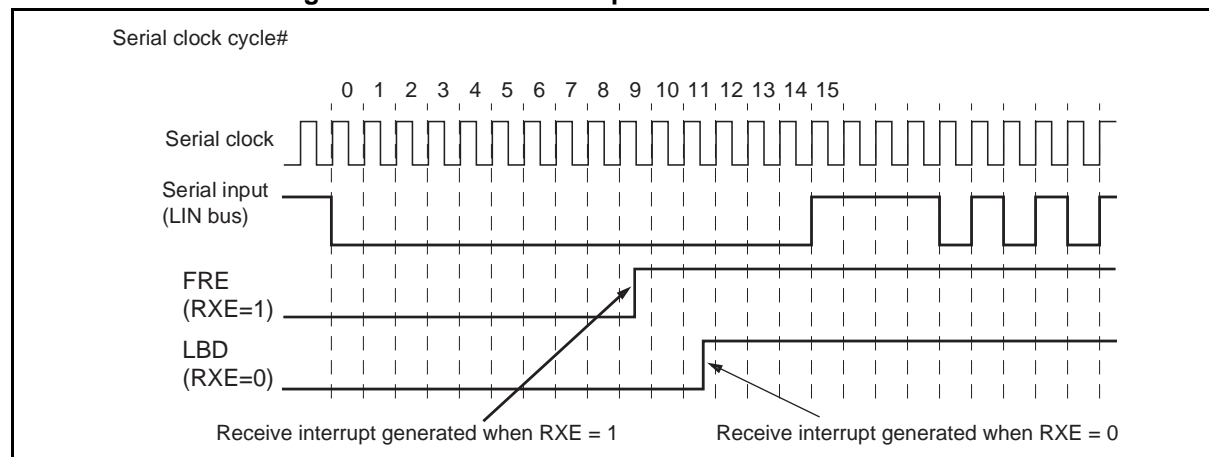 Serial clock cycle#
0 1 2 3 4 5 6 7 8 9 10 11 12 13 14 15
Serial clock
Serial input
(LIN bus)
FRE
(RXE=1)
LBD
(RXE=0)
Receive interrupt generated when RXE = 1 Receive interrupt generated when RXE = 0